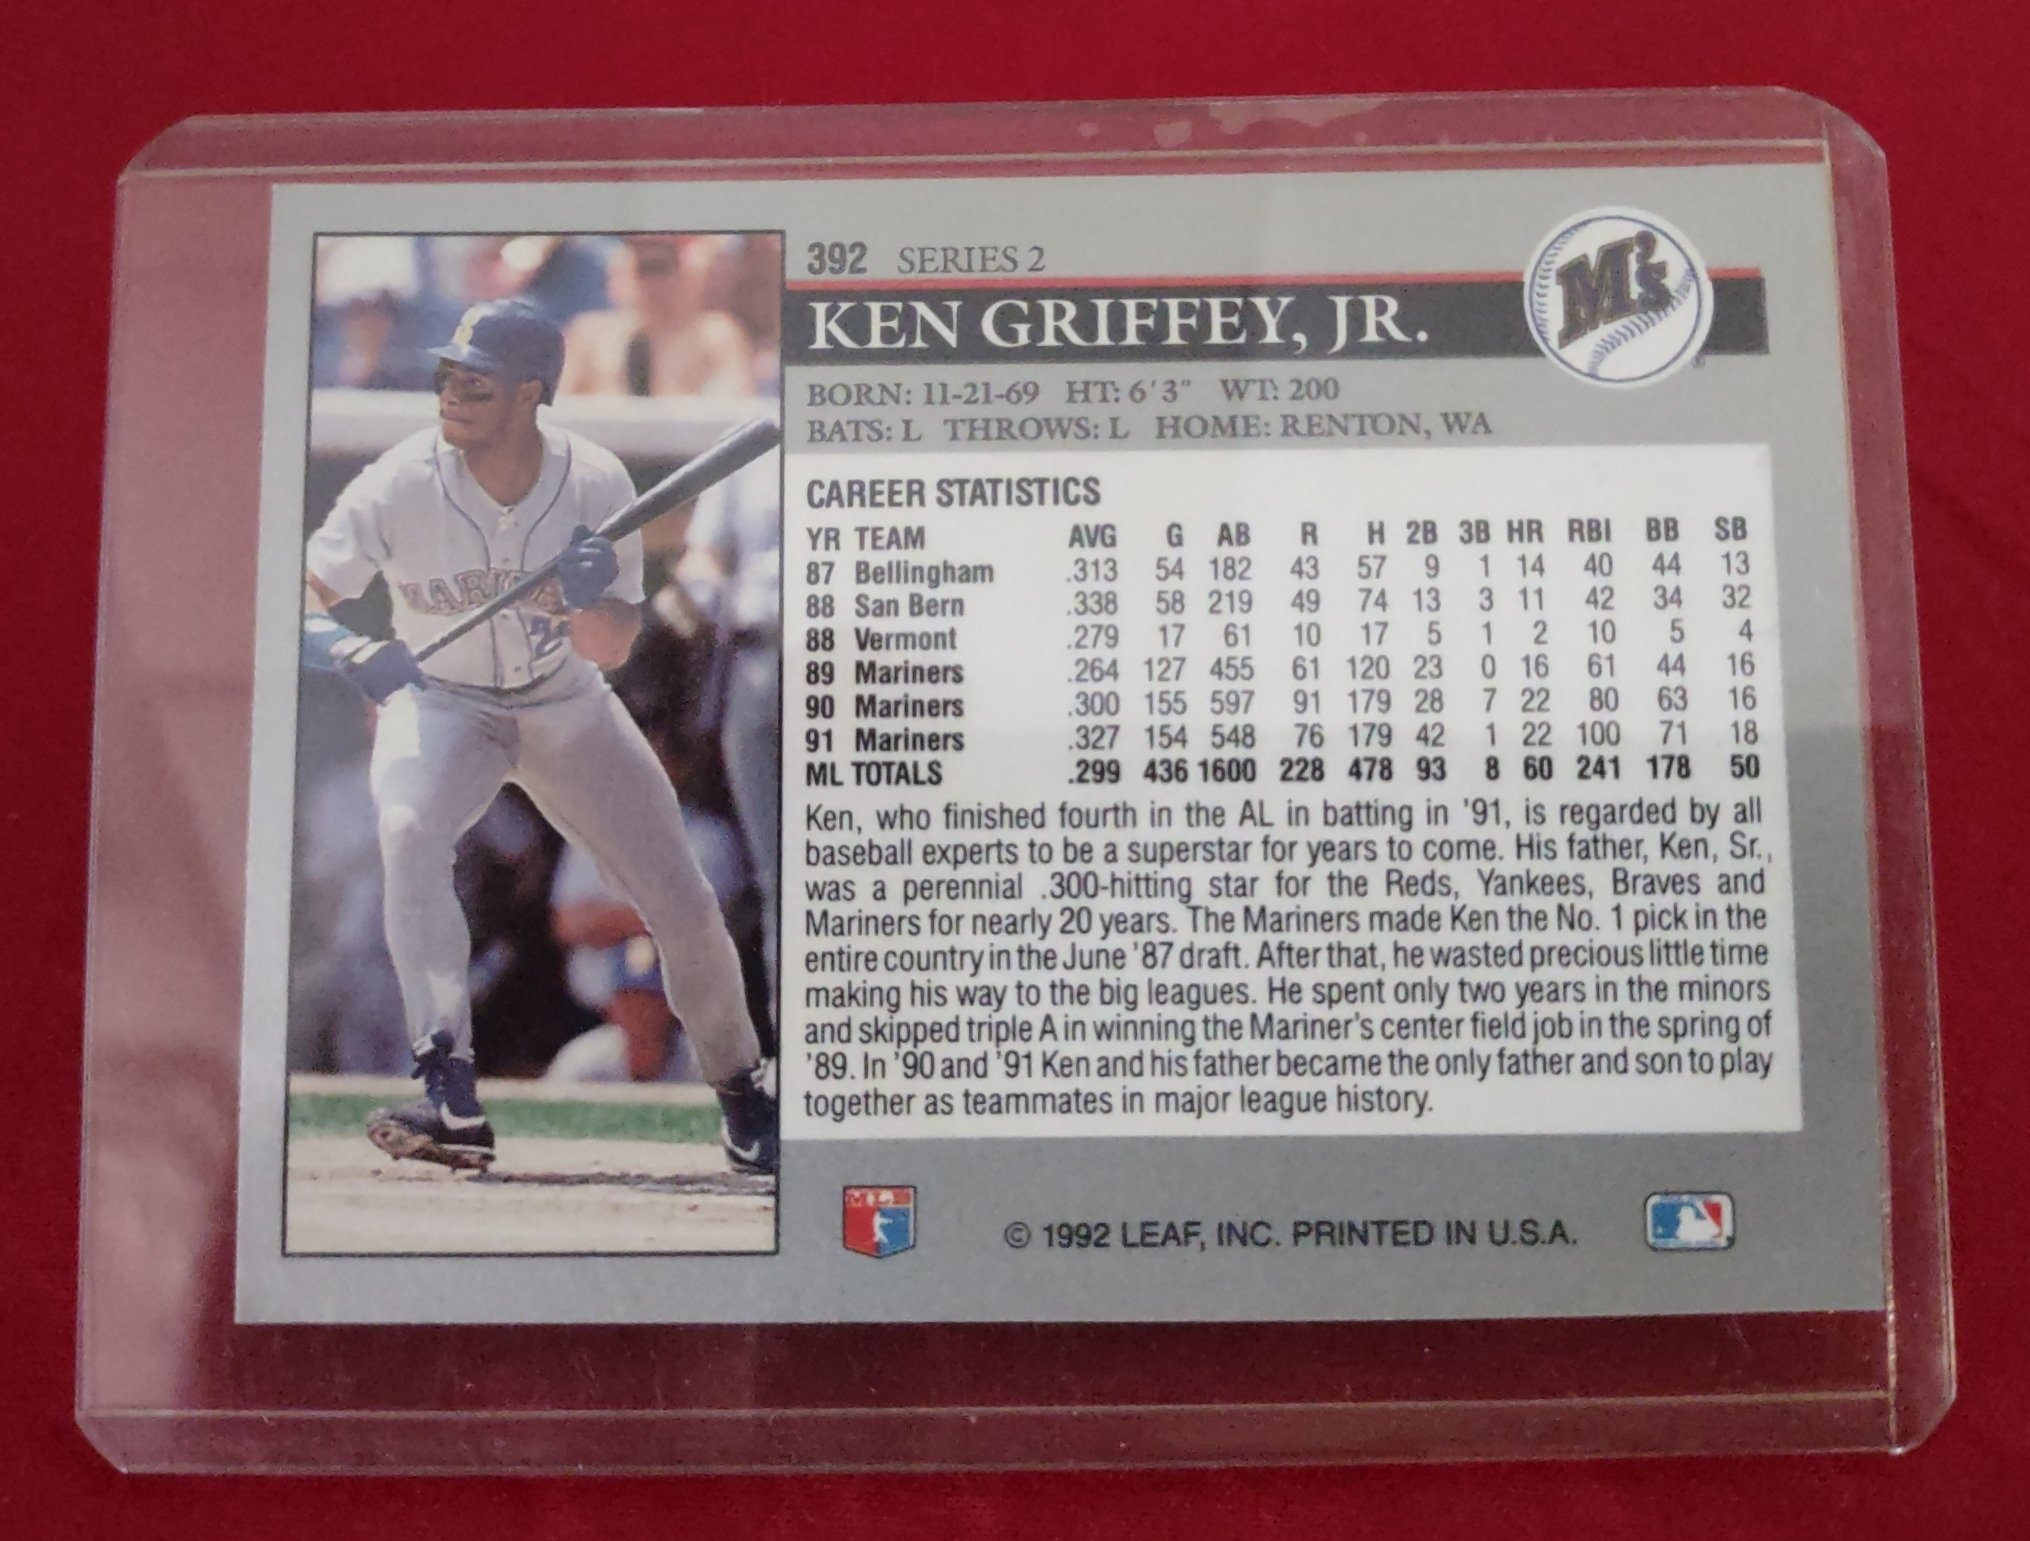 392 SERIES 2
KEN GRIFFEY, JR.
M's
BORN: 11-21-69 HT: 6'3" WT: 200
BATS: L THROWS: L HOME: RENTON, WA
CAREER STATISTICS
YR TEAM AVG G AB R H 2B 3B HR RBI BB SB
87 Bellingham .313 54 182 43 57 9 1 14 40 44 13
88 San Bern .338 58 219 49 74 13 3 11 42 34 32
88 Vermont .279 17 61 10 17 5 1 2 10 5 4
89 Mariners .264 127 455 61 120 23 0 16 61 44 16
90 Mariners .300 155 597 91 179 28 7 22 80 63 16
91 Mariners .327 154 548 76 179 42 1 22 100 71 18
ML TOTALS .299 436 1600 228 478 93 8 60 241 178 50
Ken, who finished fourth in the AL in batting in '91, is regarded by all
baseball experts to be a superstar for years to come. His father, Ken, Sr.,
was a perennial .300-hitting star for the Reds, Yankees, Braves and
Mariners for nearly 20 years. The Mariners made Ken the No. 1 pick in the
entire country in the June '87 draft. After that, he wasted precious little time
making his way to the big leagues. He spent only two years in the minors
and skipped triple A in winning the Mariner's center field job in the spring of
'89. In '90 and '91 Ken and his father became the only father and son to play
together as teammates in major league history.
© 1992 LEAF, INC. PRINTED IN U.S.A.